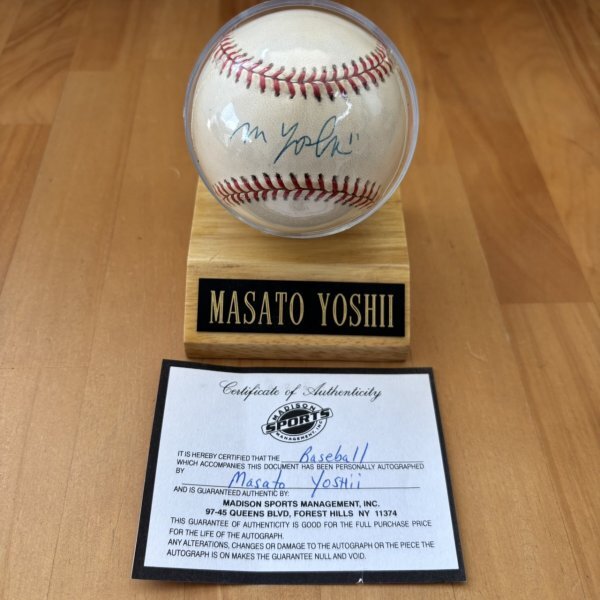 M Yoshii
MASATO YOSHII
Certificate of Authenticity
MADISON
SPORTS
MANAGEMENT, INC.
IT IS HEREBY CERTIFIED THAT THE Baseball
WHICH ACCOMPANIES THIS DOCUMENT HAS BEEN PERSONALLY AUTOGRAPHED
BY Masato Yoshii
AND IS GUARANTEED AUTHENTIC BY:
MADISON SPORTS MANAGEMENT, INC.
97-45 QUEENS BLVD, FOREST HILLS NY 11374
THIS GUARANTEE OF AUTHENTICITY IS GOOD FOR THE FULL PURCHASE PRICE
FOR THE LIFE OF THE AUTOGRAPH.
ANY ALTERATIONS, CHANGES OR DAMAGE TO THE AUTOGRAPH OR THE PIECE THE
AUTOGRAPH IS ON MAKES THE GUARANTEE NULL AND VOID.